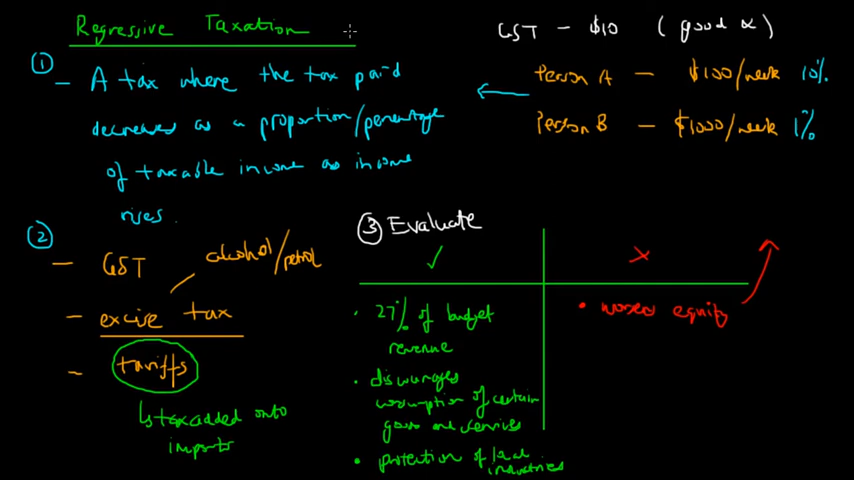 Regressive Taxation
① - A tax where the tax paid
decreases as a proportion/percentage
of taxable income as income
rises.
GST - $10 (good x)
Person A - $100/week 10%
Person B - $1000/week 1%
②
- GST
alcohol/petrol
- excise tax
- tariffs
↳ tax added onto
imports
③ Evaluate
✓
• 27% of budget
revenue
• discourages
consumption of certain
goods and services
• protection of local
industries
✗
• worsens equity